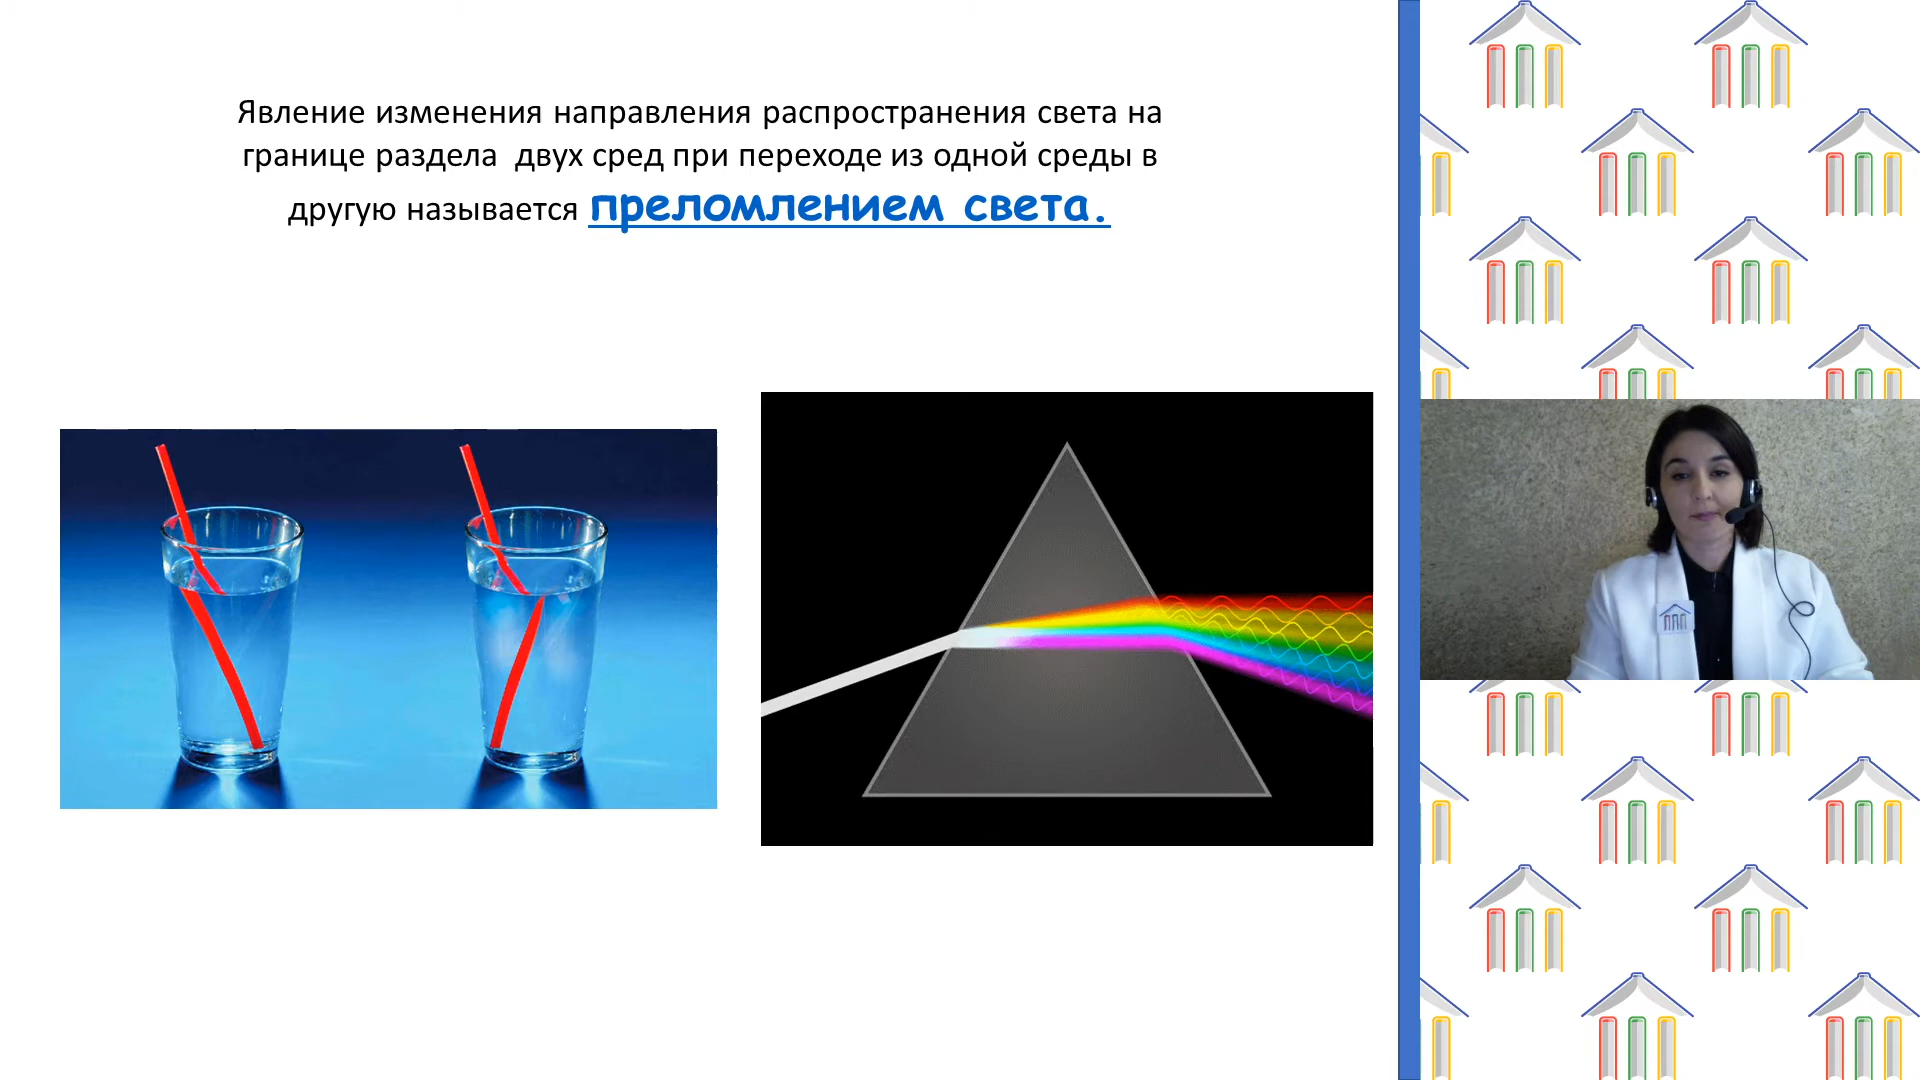 Явление изменения направления распространения света на
границе раздела двух сред при переходе из одной среды в
другую называется преломлением света.